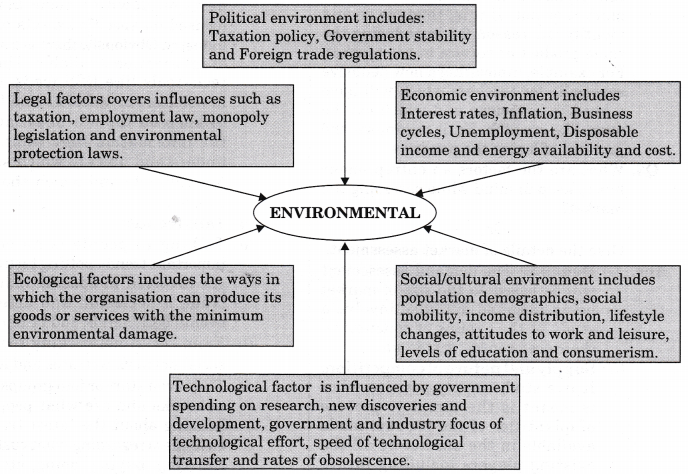 Political environment includes:
Taxation policy, Government stability
and Foreign trade regulations.
Legal factors covers influences such as
taxation, employment law, monopoly
legislation and environmental
protection laws.
Economic environment includes
Interest rates, Inflation, Business
cycles, Unemployment, Disposable
income and energy availability and cost.
ENVIRONMENTAL
Ecological factors includes the ways in
which the organisation can produce its
goods or services with the minimum
environmental damage.
Social/cultural environment includes
population demographics, social
mobility, income distribution, lifestyle
changes, attitudes to work and leisure,
levels of education and consumerism.
Technological factor is influenced by government
spending on research, new discoveries and
development, government and industry focus of
technological effort, speed of technological
transfer and rates of obsolescence.